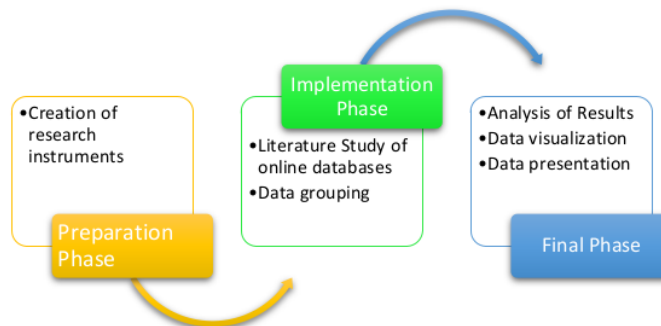 •Creation of
research
instruments
Preparation
Phase
Implementation
Phase
•Literature Study of
online databases
•Data grouping
•Analysis of Results
•Data visualization
•Data presentation
Final Phase